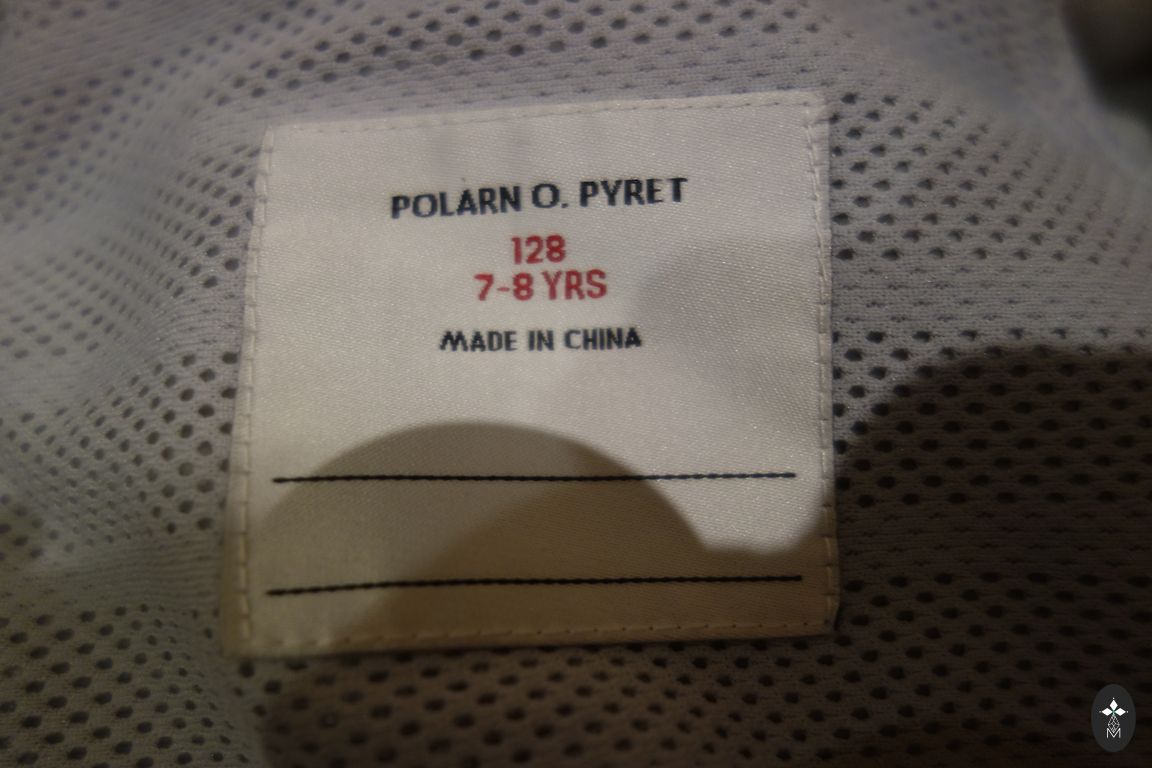 POLARN O. PYRET
128
7-8 YRS
MADE IN CHINA
M